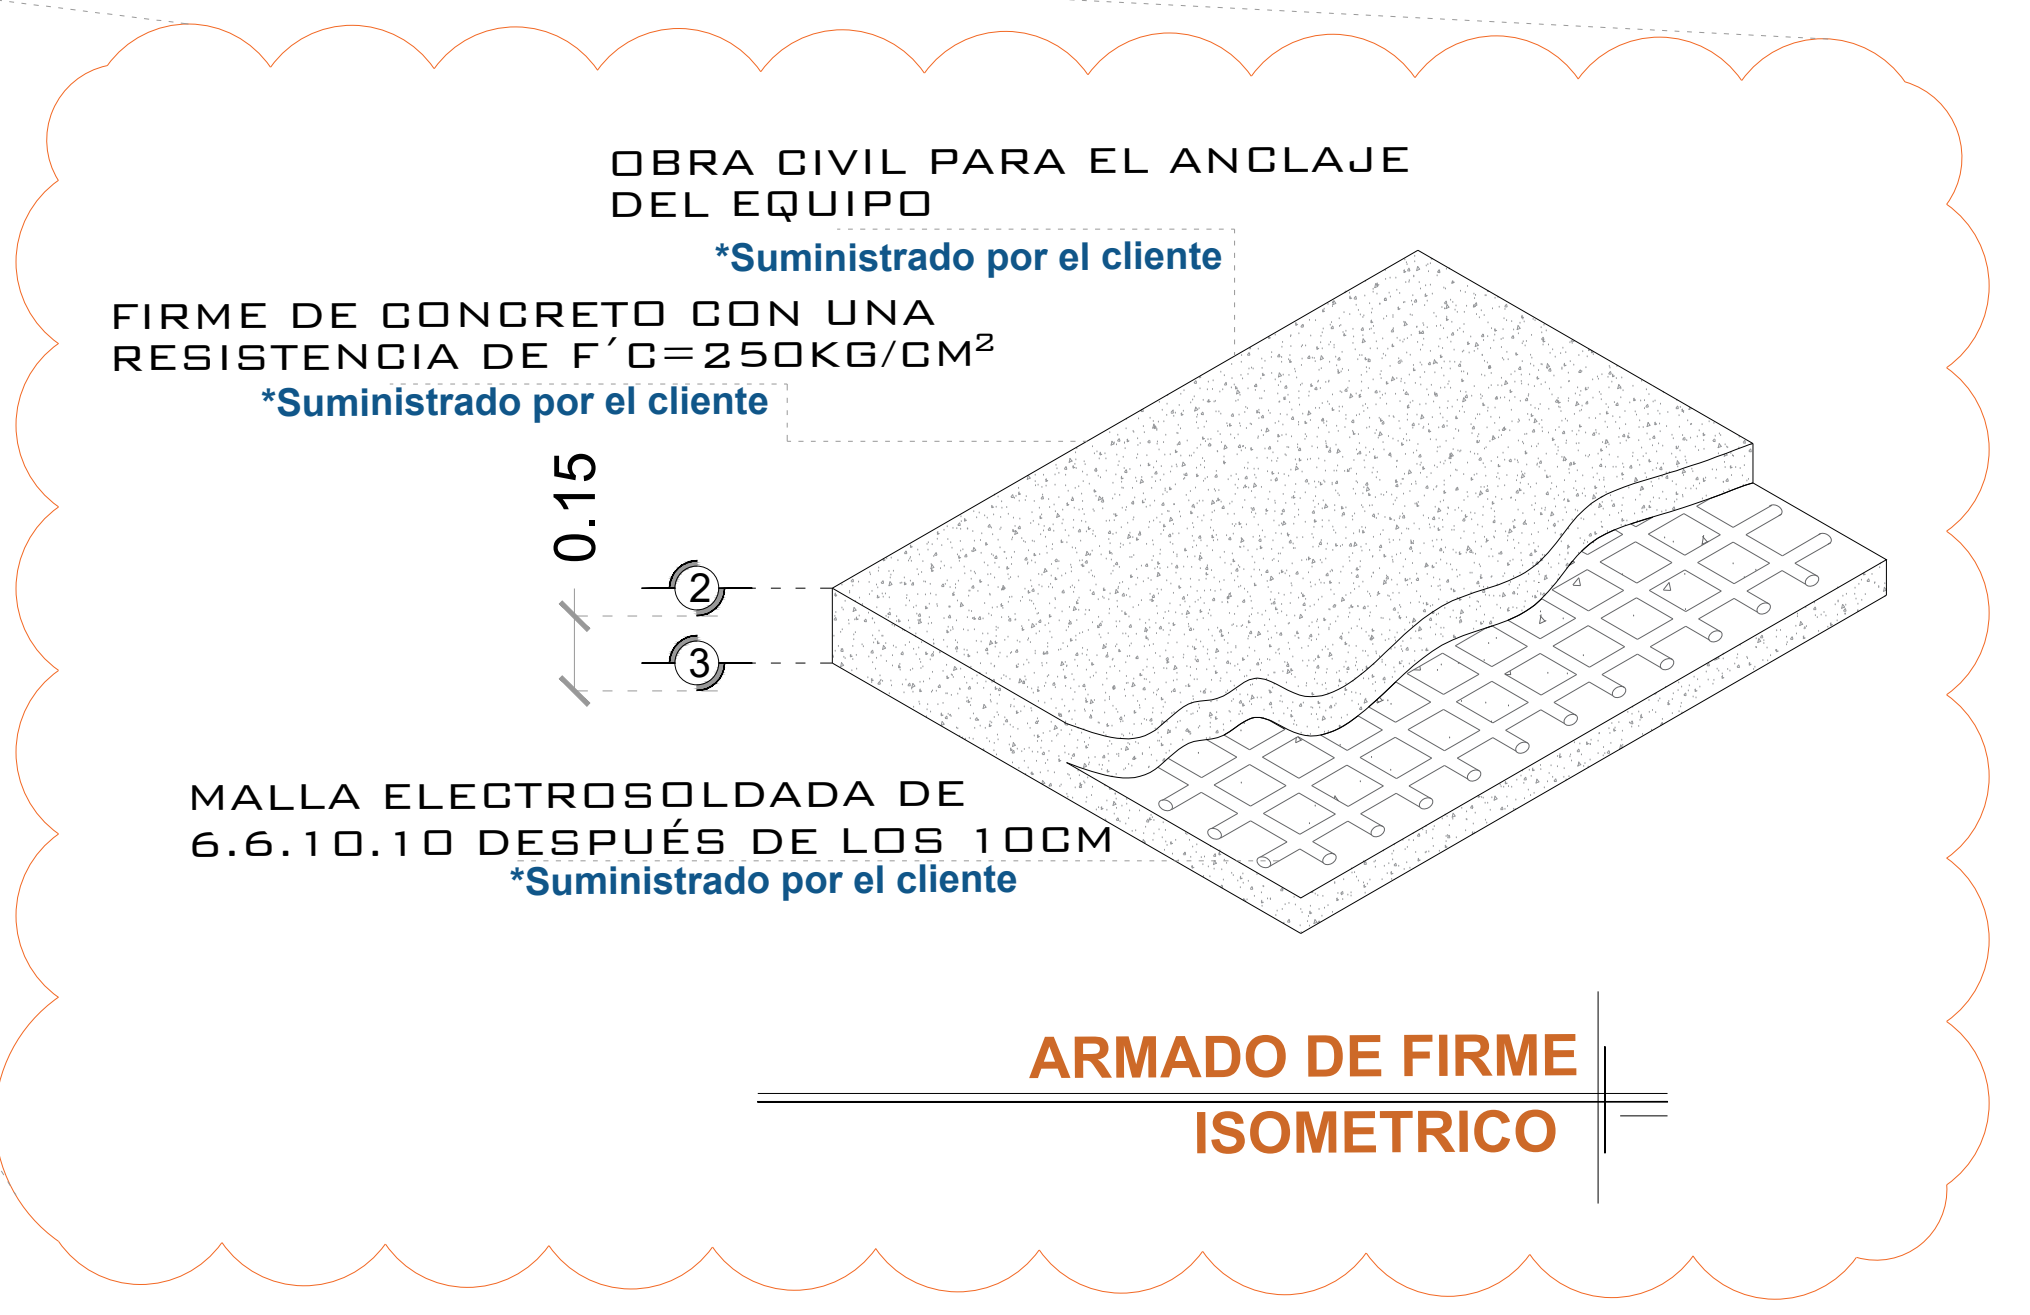 OBRA CIVIL PARA EL ANCLAJE
DEL EQUIPO
*Suministrado por el cliente
FIRME DE CONCRETO CON UNA
RESISTENCIA DE F´C=250KG/CM²
*Suministrado por el cliente
0.15
2
3
MALLA ELECTROSOLDADA DE
6.6.10.10 DESPUÉS DE LOS 10CM
*Suministrado por el cliente
ARMADO DE FIRME
ISOMETRICO